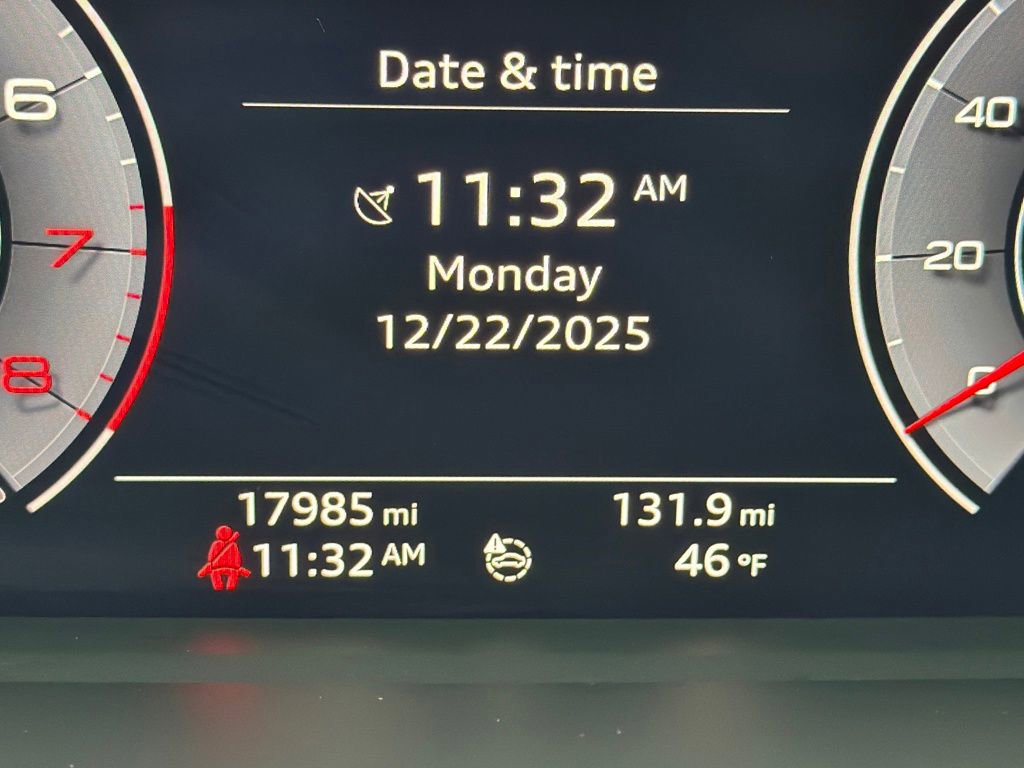 Date & time
11:32 AM
Monday
12/22/2025
6
7
8
40
20
0
17985 mi
131.9 mi
11:32 AM
46 °F